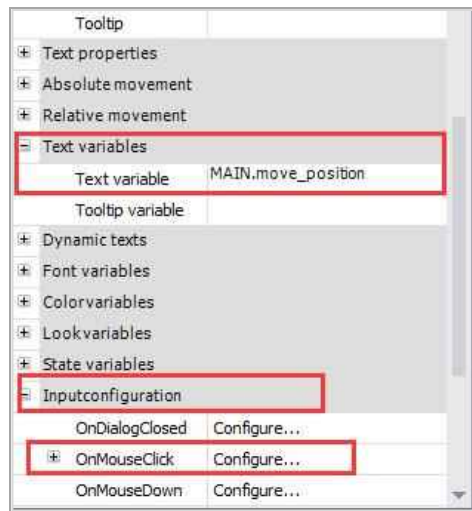 Tooltip
Text properties
Absolute movement
Relative movement
Text variables
Text variable MAIN.move_position
Tooltip variable
Dynamic texts
Font variables
Colorvariables
Lookvariables
State variables
Inputconfiguration
OnDialogClosed Configure...
OnMouseClick Configure...
OnMouseDown Configure...